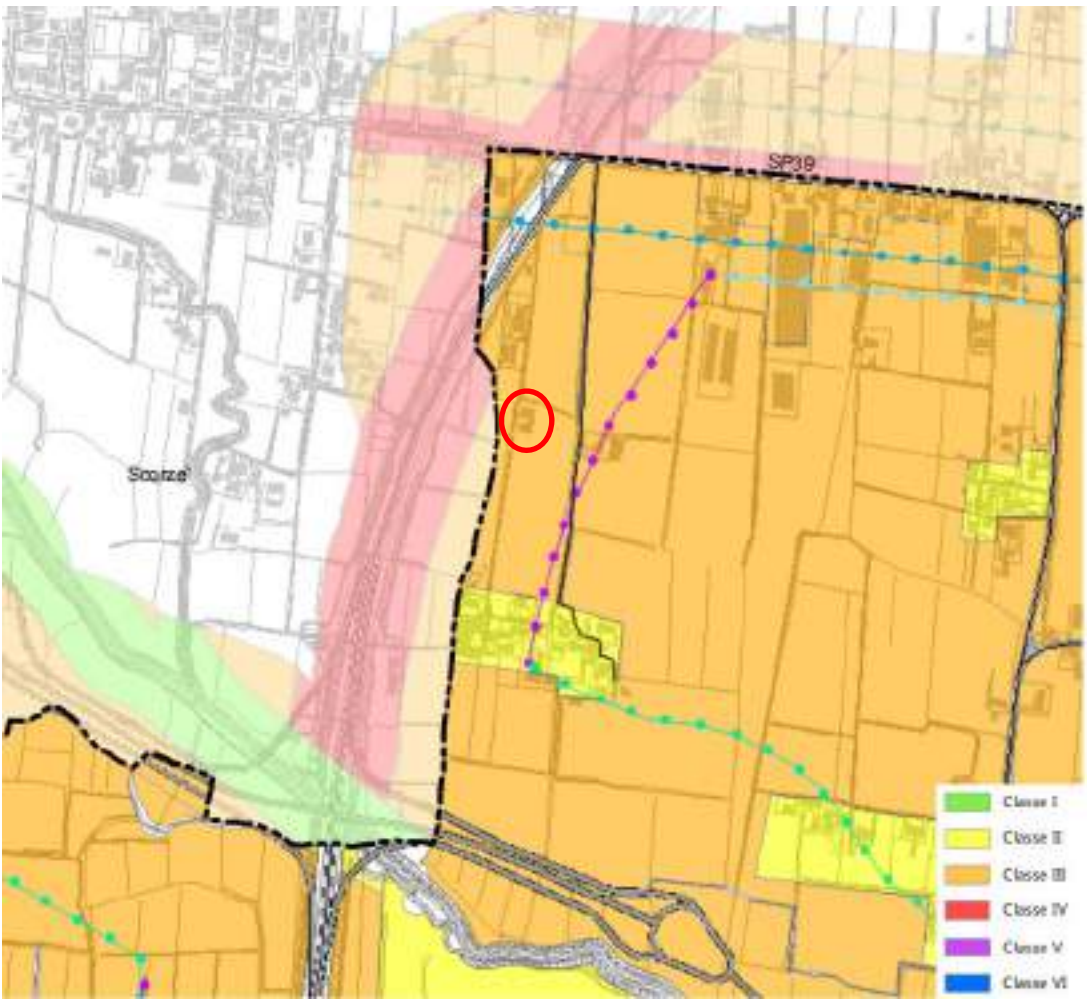 SP39
Scorze'
Classe I
Classe II
Classe III
Classe IV
Classe V
Classe VI